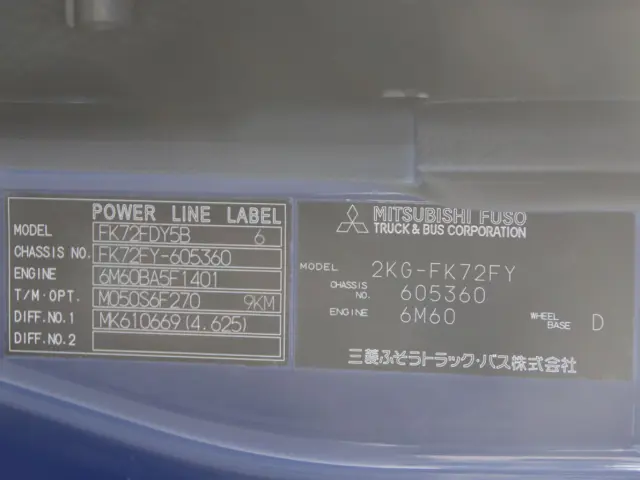 POWER LINE LABEL
MODEL FK72FDY5B 6
CHASSIS NO. FK72FY-605360
ENGINE 6M60BA5F1401
T/M.OPT. M050S6F270 9KM
DIFF.NO.1 MK610669(4.625)
DIFF.NO.2
MITSUBISHI FUSO
TRUCK & BUS CORPORATION
MODEL 2KG-FK72FY
CHASSIS NO. 605360
ENGINE 6M60 WHEEL BASE D
三菱ふそうトラック・バス株式会社